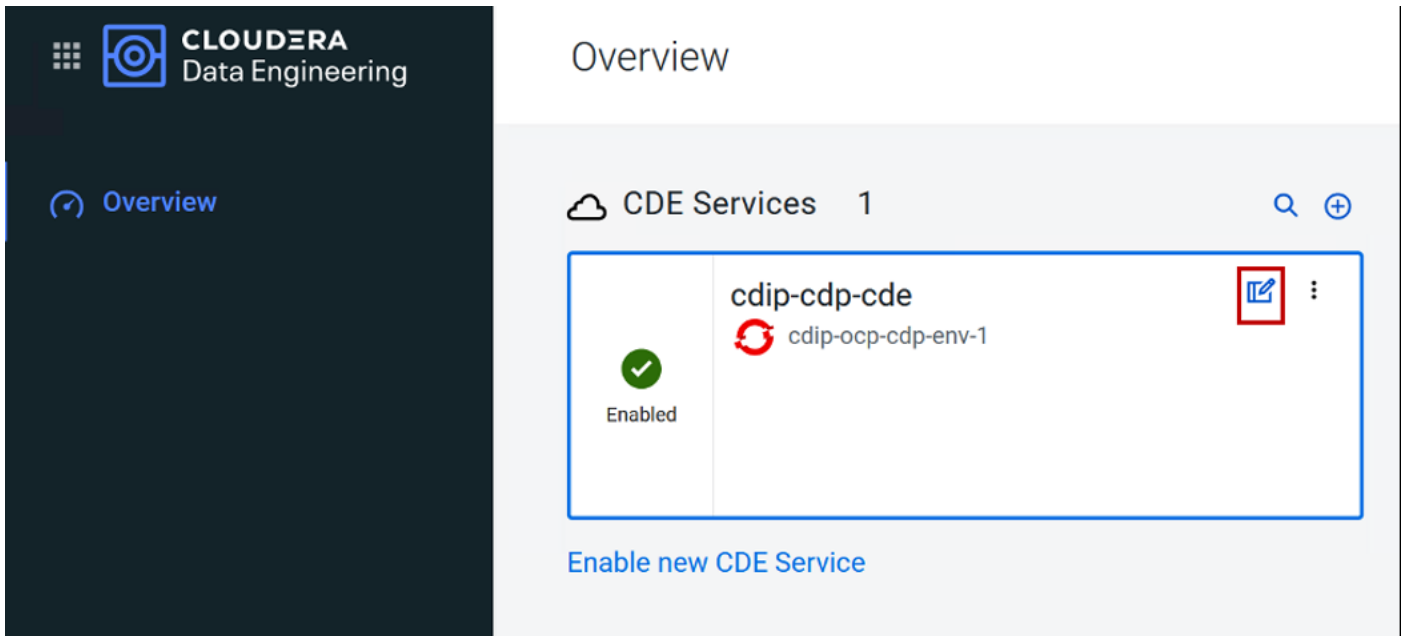 CLOUDERA
Data Engineering
Overview
Overview
CDE Services 1
cdip-cdp-cde
cdip-ocp-cdp-env-1
Enabled
Enable new CDE Service